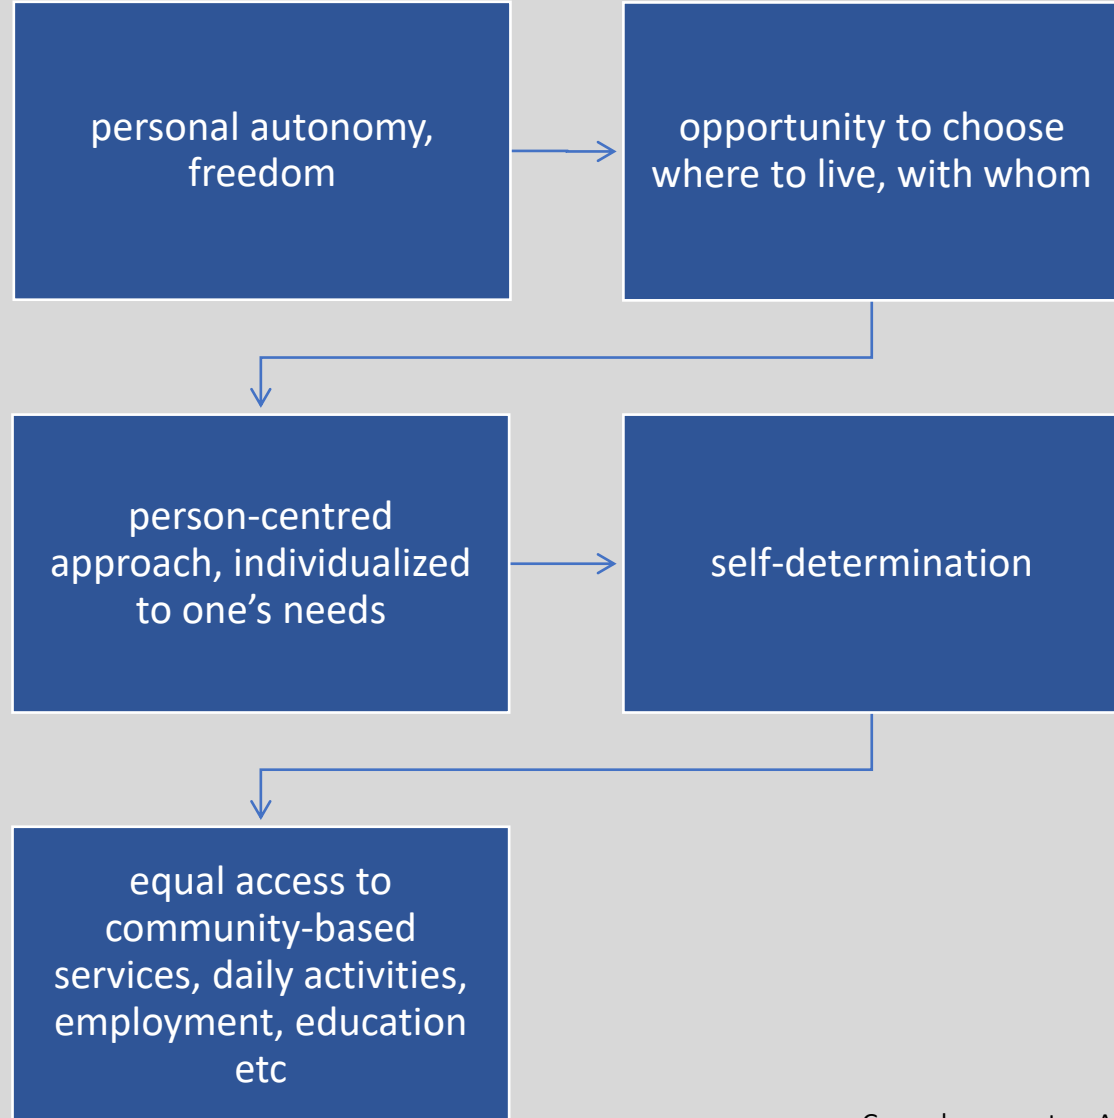 personal autonomy,
freedom
opportunity to choose
where to live, with whom
person-centred
approach, individualized
to one’s needs
self-determination
equal access to
community-based
services, daily activities,
employment, education
etc